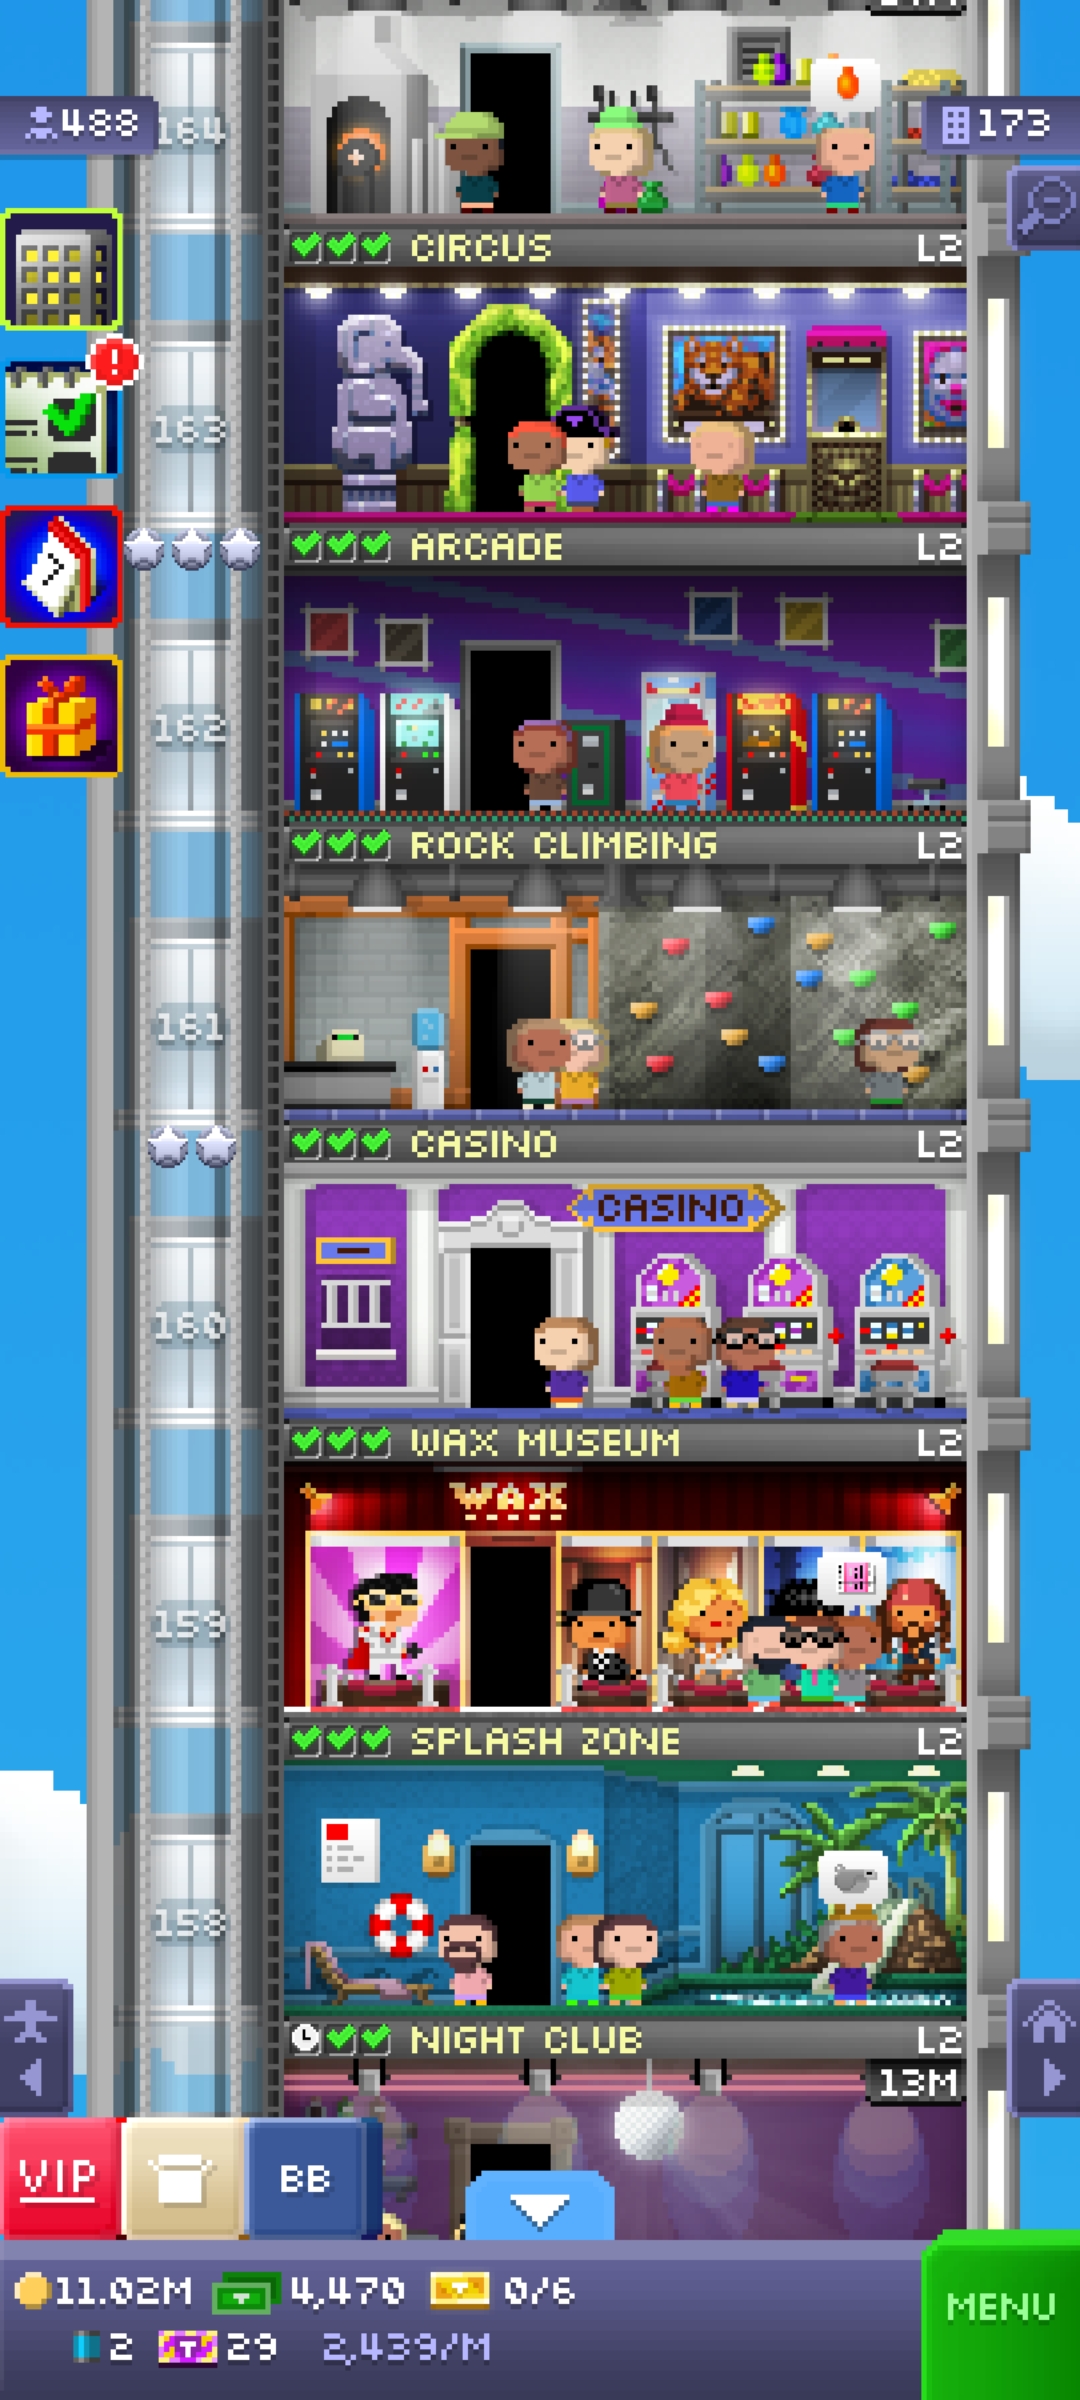 488
164
173
CIRCUS L2
163
ARCADE L2
162
ROCK CLIMBING L2
161
CASINO L2
CASINO
160
WAX MUSEUM L2
WAX
159
SPLASH ZONE L2
158
NIGHT CLUB L2
13M
VIP
BB
11.02M 4,470 0/6
2 29 2,439/M
MENU